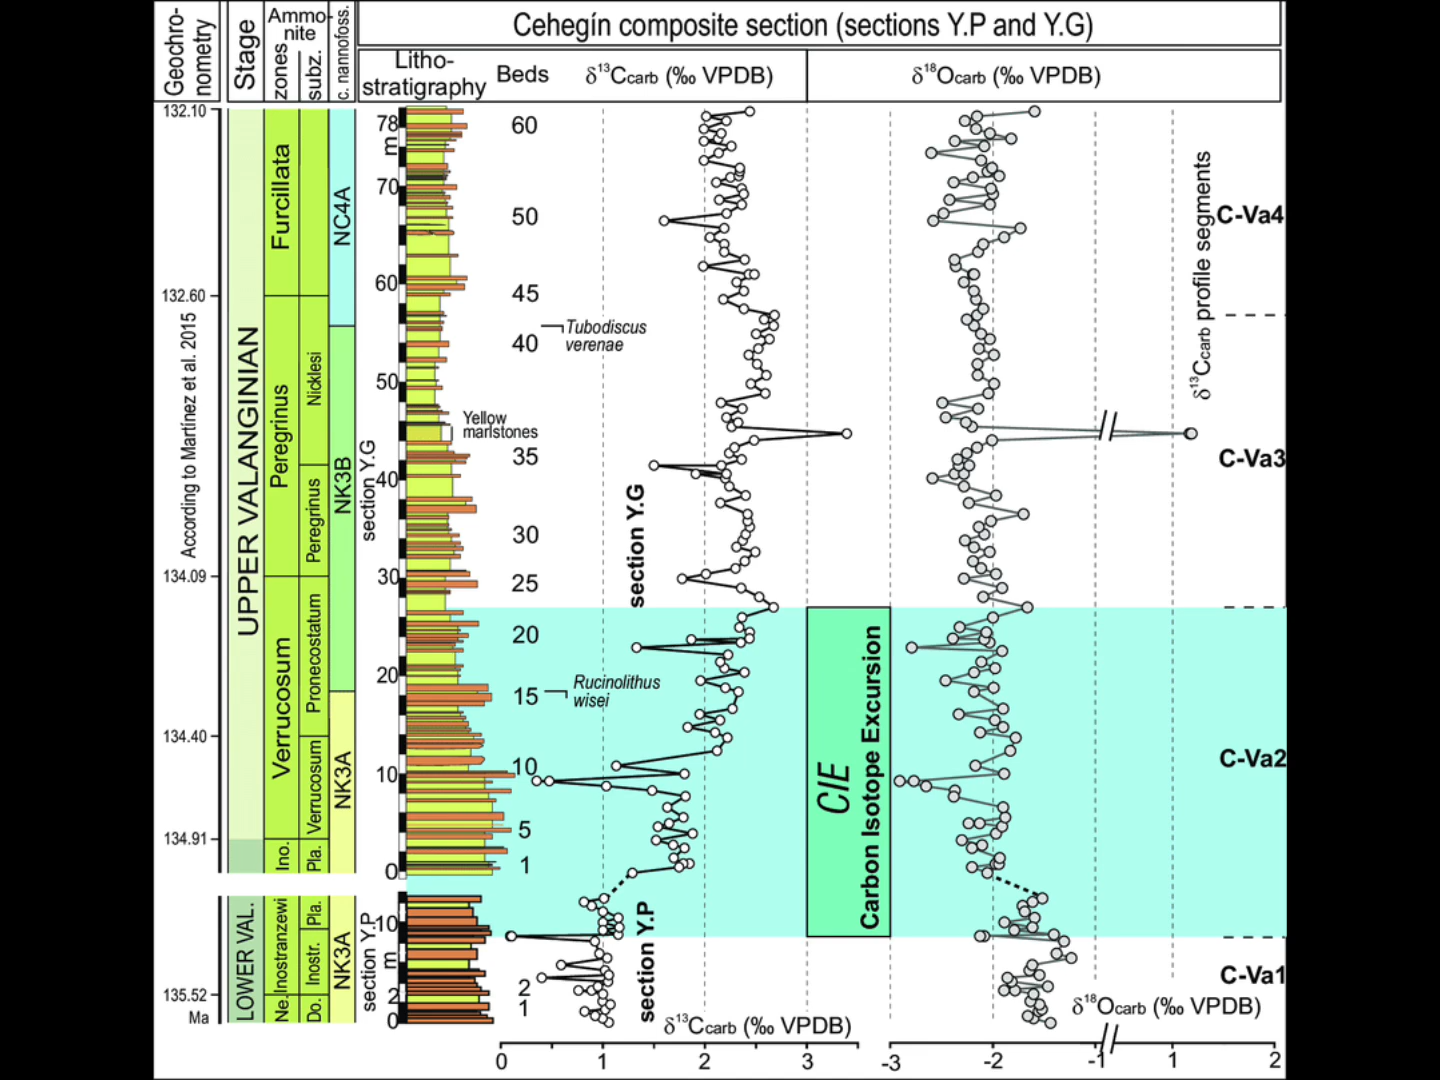 Geochro-
nometry
Stage
Ammo-
nite
zones
subz.
c. nannofoss.
Cehegín composite section (sections Y.P and Y.G)
Litho-
stratigraphy
Beds
δ13Ccarb (‰ VPDB)
δ18Ocarb (‰ VPDB)
132.10
132.60
134.09
134.40
134.91
135.52
Ma
According to Martinez et al. 2015
UPPER VALANGINIAN
LOWER VAL.
Furcillata
Peregrinus
Verrucosum
Ino.
Inostranzewi
Ne.
Nicklesi
Peregrinus
Pronecostatum
Verrucosum
Pla.
Pla.
Inostr.
Do.
NC4A
NK3B
NK3A
NK3A
section Y.G
section Y.P
78
m
70
60
50
40
30
20
10
0
10
m
2
0
60
50
45
40
35
30
25
20
15
10
5
1
2
1
Tubodiscus
verenae
Yellow
marlstones
Rucinolithus
wisei
section Y.G
section Y.P
CIE
Carbon Isotope Excursion
δ13Ccarb profile segments
C-Va4
C-Va3
C-Va2
C-Va1
δ13Ccarb (‰ VPDB)
δ18Ocarb (‰ VPDB)
0 1 2 3
-3 -2 -1 1 2